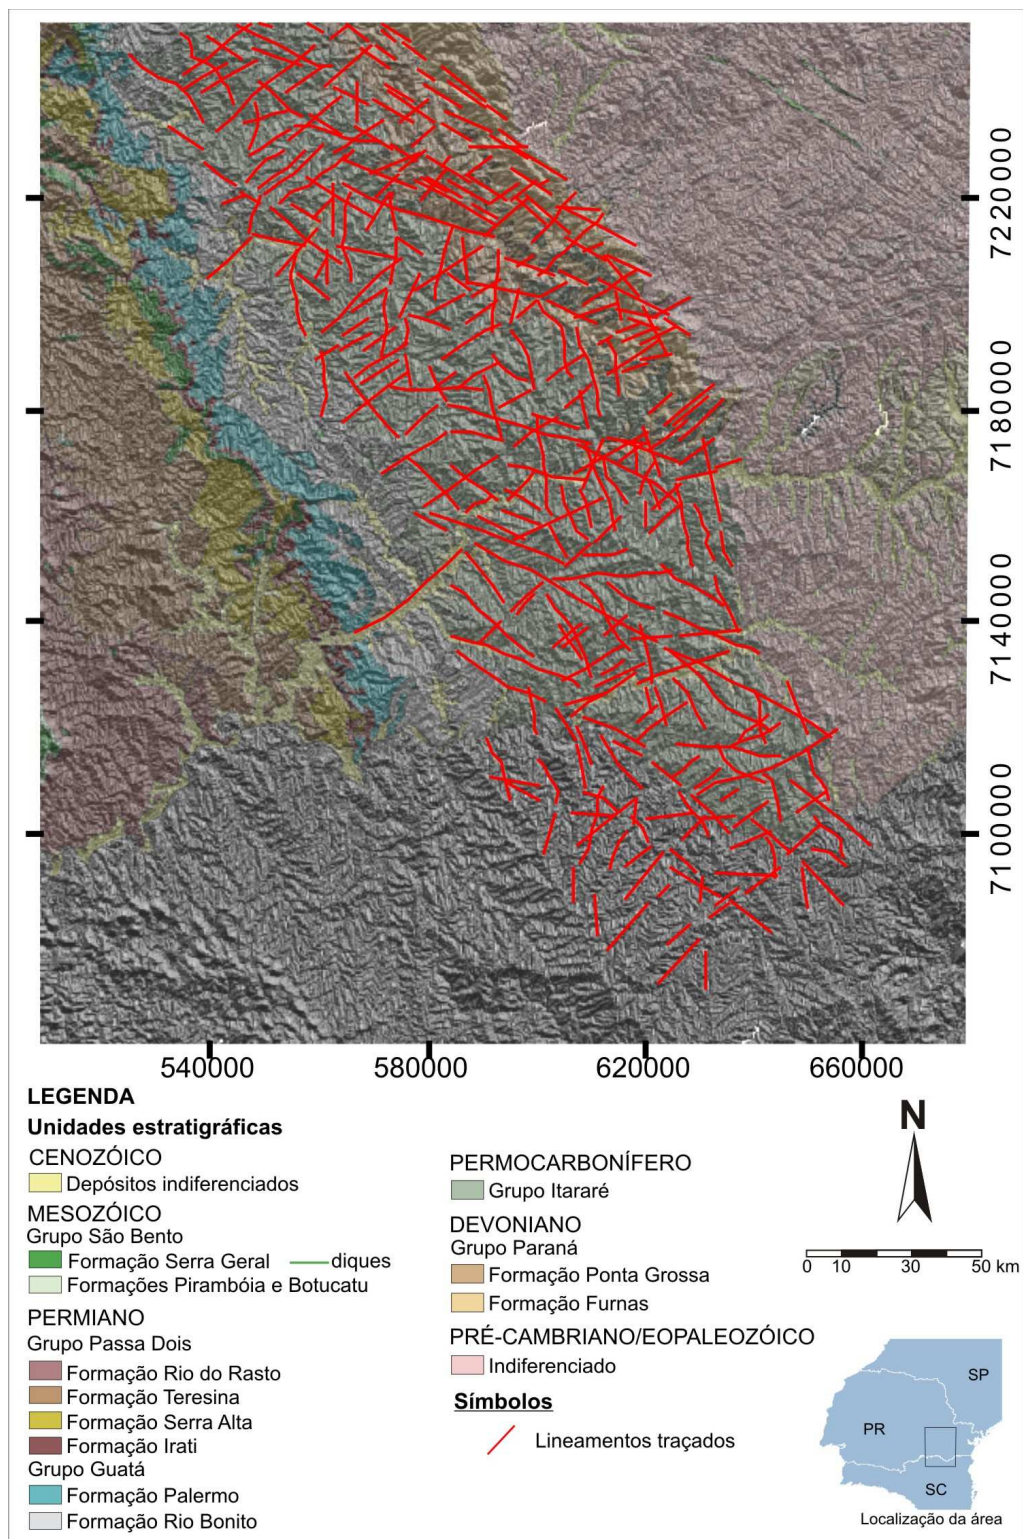 7220000
7180000
7140000
7100000
540000
580000
620000
660000
LEGENDA
Unidades estratigráficas
CENOZÓICO
Depósitos indiferenciados
MESOZÓICO
Grupo São Bento
Formação Serra Geral
diques
Formações Pirambóia e Botucatu
PERMIANO
Grupo Passa Dois
Formação Rio do Rasto
Formação Teresina
Formação Serra Alta
Formação Irati
Grupo Guatá
Formação Palermo
Formação Rio Bonito
PERMOCARBONÍFERO
Grupo Itararé
DEVONIANO
Grupo Paraná
Formação Ponta Grossa
Formação Furnas
PRÉ-CAMBRIANO/EOPALEOZÓICO
Indiferenciado
Símbolos
Lineamentos traçados
N
0 10 30 50 km
SP
PR
SC
Localização da área